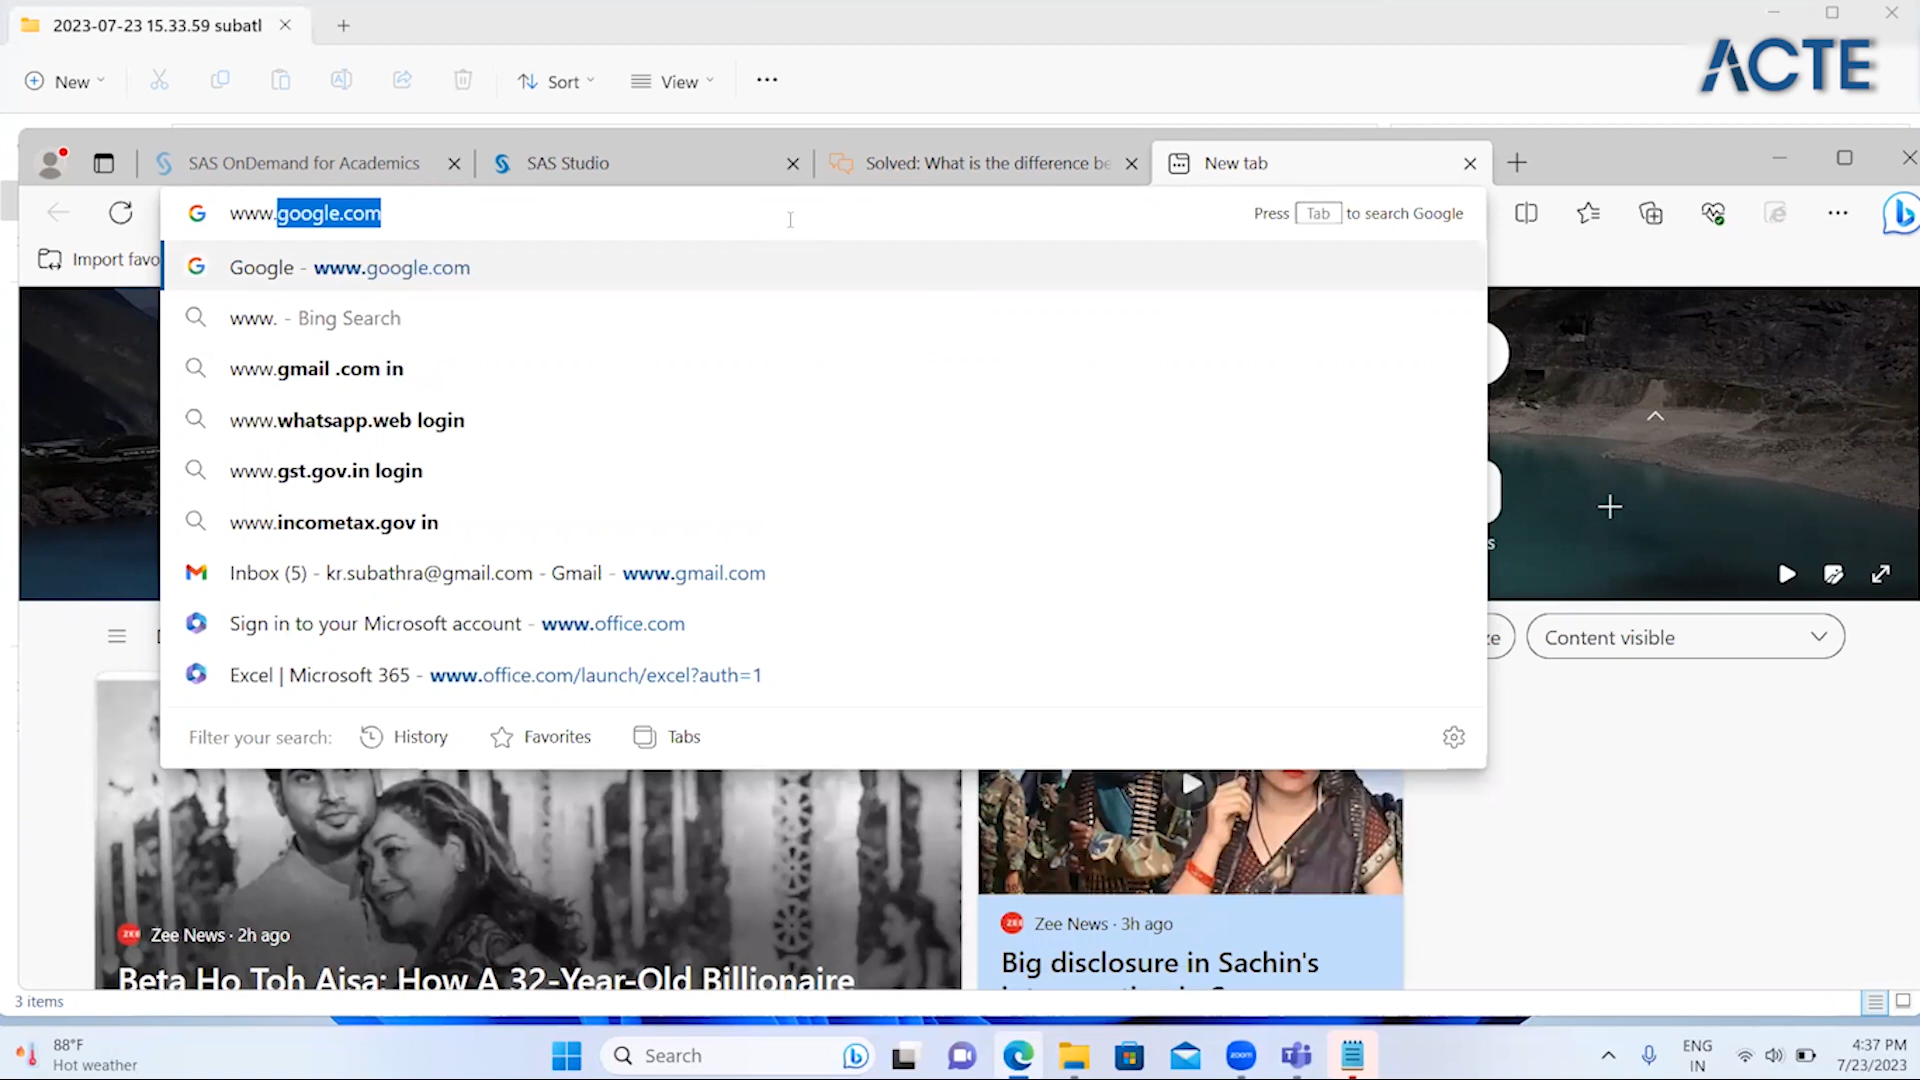 2023-07-23 15.33.59 subatl
ACTE
New
Sort
View
SAS OnDemand for Academics
SAS Studio
Solved: What is the difference be
New tab
www.google.com
Press Tab to search Google
Import favo
Google - www.google.com
www. - Bing Search
www.gmail .com in
www.whatsapp.web login
www.gst.gov.in login
www.incometax.gov in
Inbox (5) - kr.subathra@gmail.com - Gmail - www.gmail.com
Sign in to your Microsoft account - www.office.com
Content visible
Excel | Microsoft 365 - www.office.com/launch/excel?auth=1
Filter your search:
History
Favorites
Tabs
Zee News · 2h ago
Beta Ho Toh Aisa: How A 32-Year-Old Billionaire
Zee News · 3h ago
Big disclosure in Sachin's
3 items
88°F
Hot weather
Search
zoom
ENG
IN
4:37 PM
7/23/2023